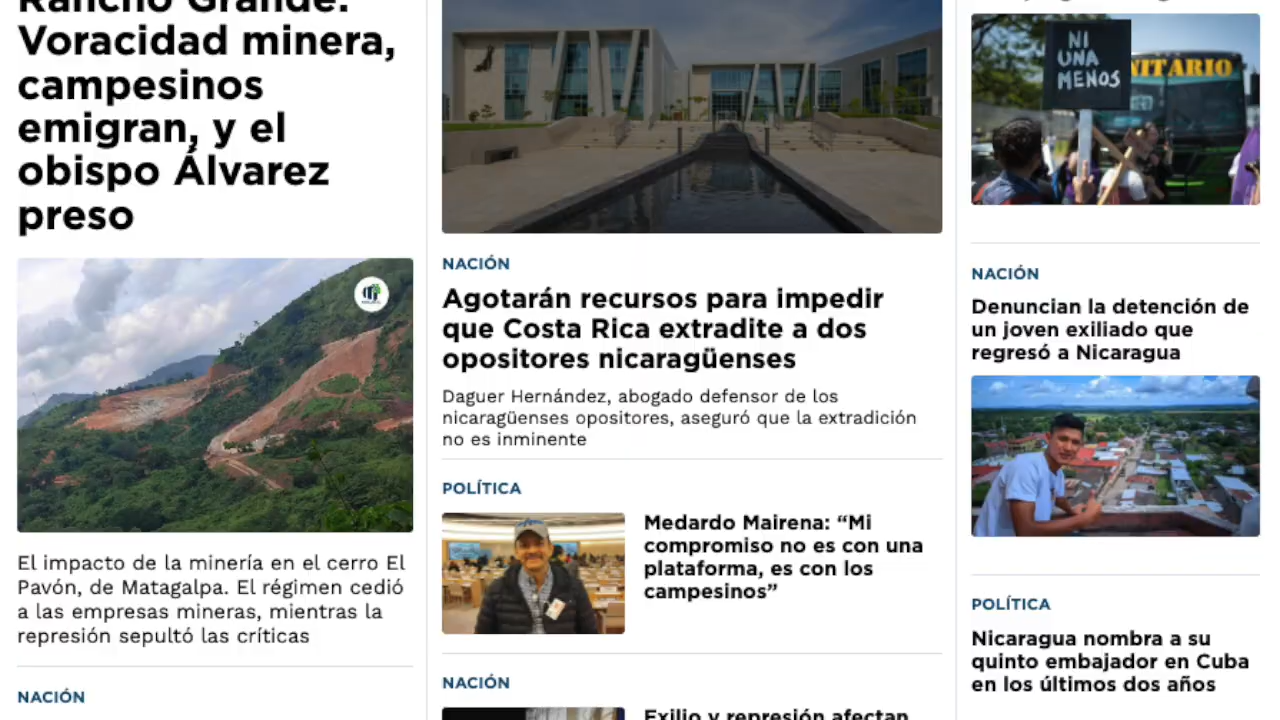 Rancho Grande:
Voracidad minera,
campesinos
emigran, y el
obispo Álvarez
preso
El impacto de la minería en el cerro El
Pavón, de Matagalpa. El régimen cedió
a las empresas mineras, mientras la
represión sepultó las críticas
NACIÓN
NACIÓN
Agotarán recursos para impedir
que Costa Rica extradite a dos
opositores nicaragüenses
Daguer Hernández, abogado defensor de los
nicaragüenses opositores, aseguró que la extradición
no es inminente
POLÍTICA
Medardo Mairena: “Mi
compromiso no es con una
plataforma, es con los
campesinos”
NACIÓN
Exilio y represión afectan
NI
UNA
MENOS
NITARIO
NACIÓN
Denuncian la detención de
un joven exiliado que
regresó a Nicaragua
POLÍTICA
Nicaragua nombra a su
quinto embajador en Cuba
en los últimos dos años